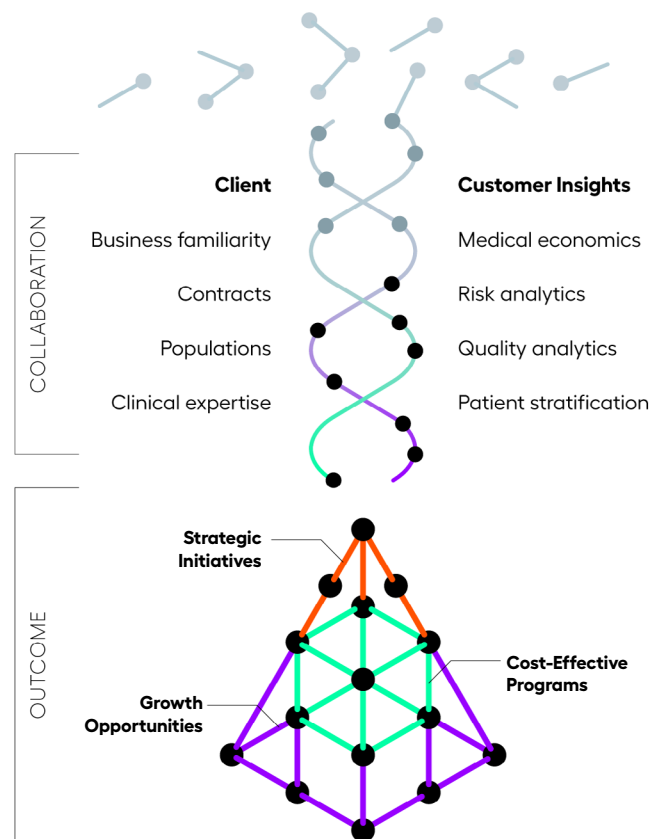 COLLABORATION
Client
Customer Insights
Business familiarity
Medical economics
Contracts
Risk analytics
Populations
Quality analytics
Clinical expertise
Patient stratification
OUTCOME
Strategic
Initiatives
Cost-Effective
Programs
Growth
Opportunities